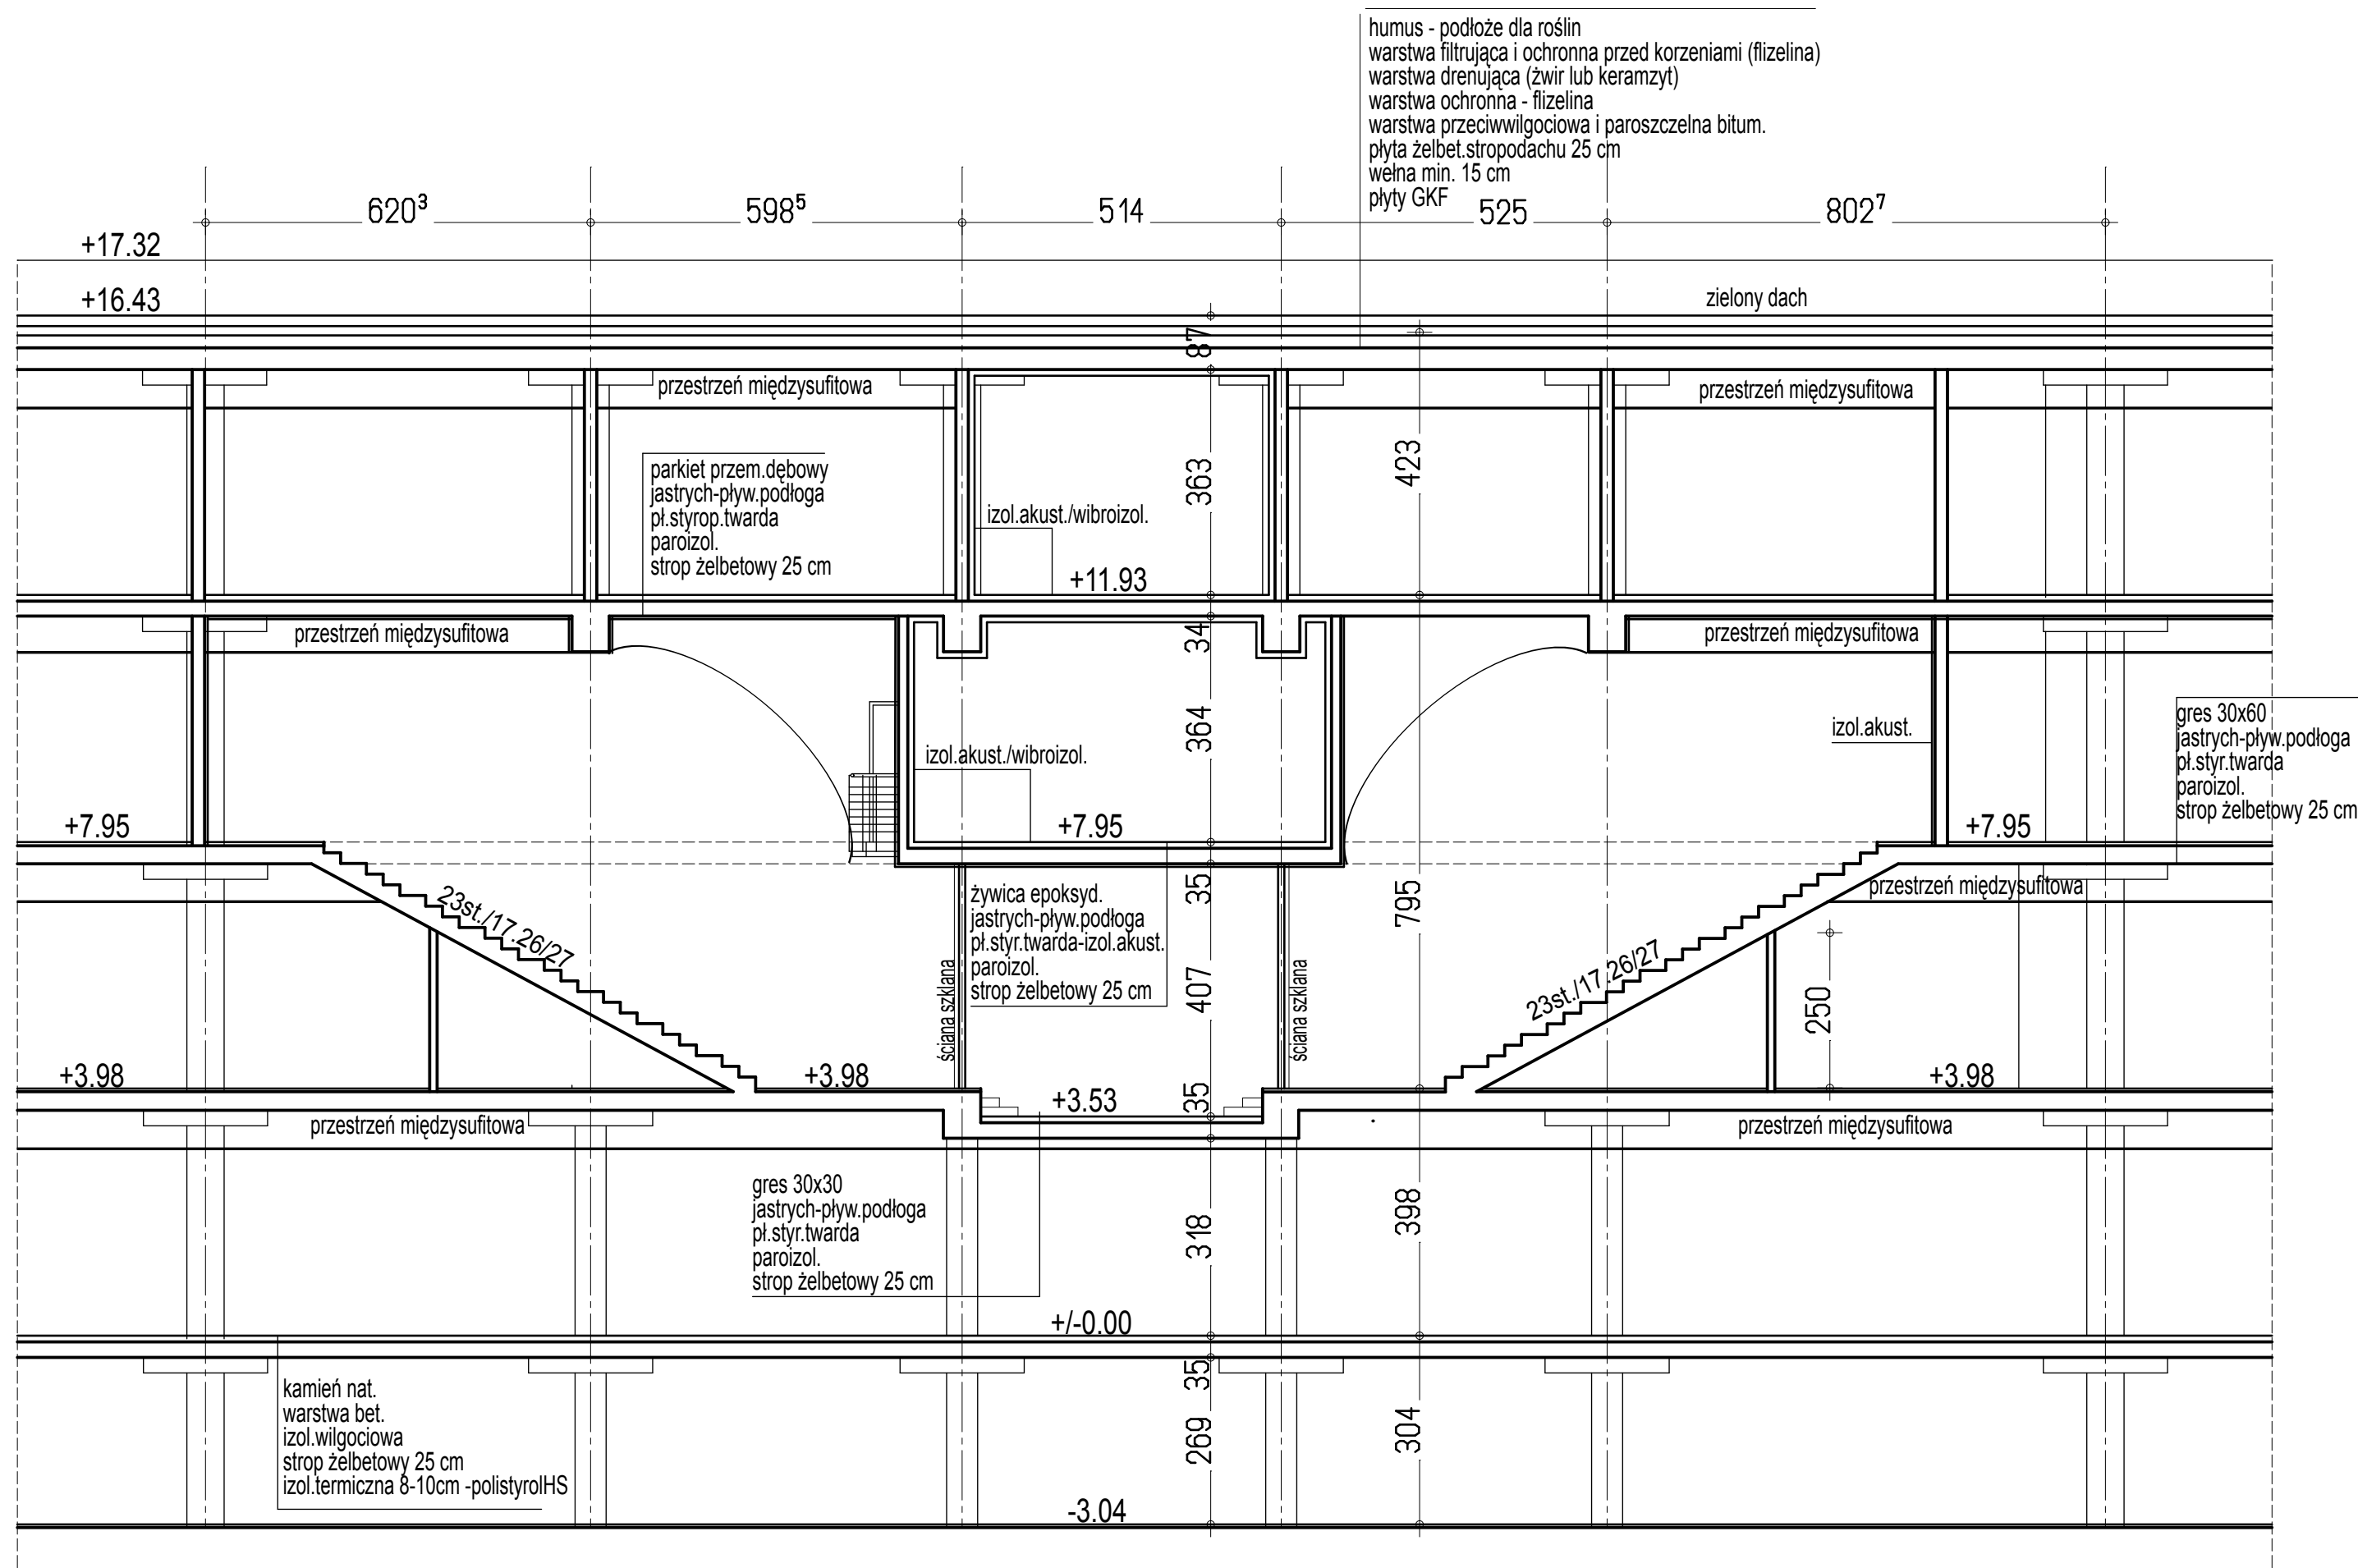 humus - podłoże dla roślin
warstwa filtrująca i ochronna przed korzeniami (flizelina)
warstwa drenująca (żwir lub keramzyt)
warstwa ochronna - flizelina
warstwa przeciwwilgociowa i paroszczelna bitum.
płyta żelbet.stropodachu 25 cm
wełna min. 15 cm
płyty GKF
620³
598⁵
514
525
802⁷
+17.32
+16.43
zielony dach
87
przestrzeń międzysufitowa
przestrzeń międzysufitowa
parkiet przem.dębowy
jastrych-pływ.podłoga
pł.styrop.twarda
paroizol.
strop żelbetowy 25 cm
izol.akust./wibroizol.
+11.93
363
423
przestrzeń międzysufitowa
34
przestrzeń międzysufitowa
364
izol.akust./wibroizol.
izol.akust.
gres 30x60
jastrych-pływ.podłoga
pł.styr.twarda
paroizol.
strop żelbetowy 25 cm
+7.95
+7.95
+7.95
23st./17.26/27
żywica epoksyd.
jastrych-pływ.podłoga
pł.styr.twarda-izol.akust.
paroizol.
strop żelbetowy 25 cm
35
795
przestrzeń międzysufitowa
ściana szklana
407
ściana szklana
23st./17.26/27
250
+3.98
+3.98
+3.53
35
+3.98
przestrzeń międzysufitowa
przestrzeń międzysufitowa
gres 30x30
jastrych-pływ.podłoga
pł.styr.twarda
paroizol.
strop żelbetowy 25 cm
318
398
+/-0.00
kamień nat.
warstwa bet.
izol.wilgociowa
strop żelbetowy 25 cm
izol.termiczna 8-10cm -polistyrolHS
35
269
304
-3.04